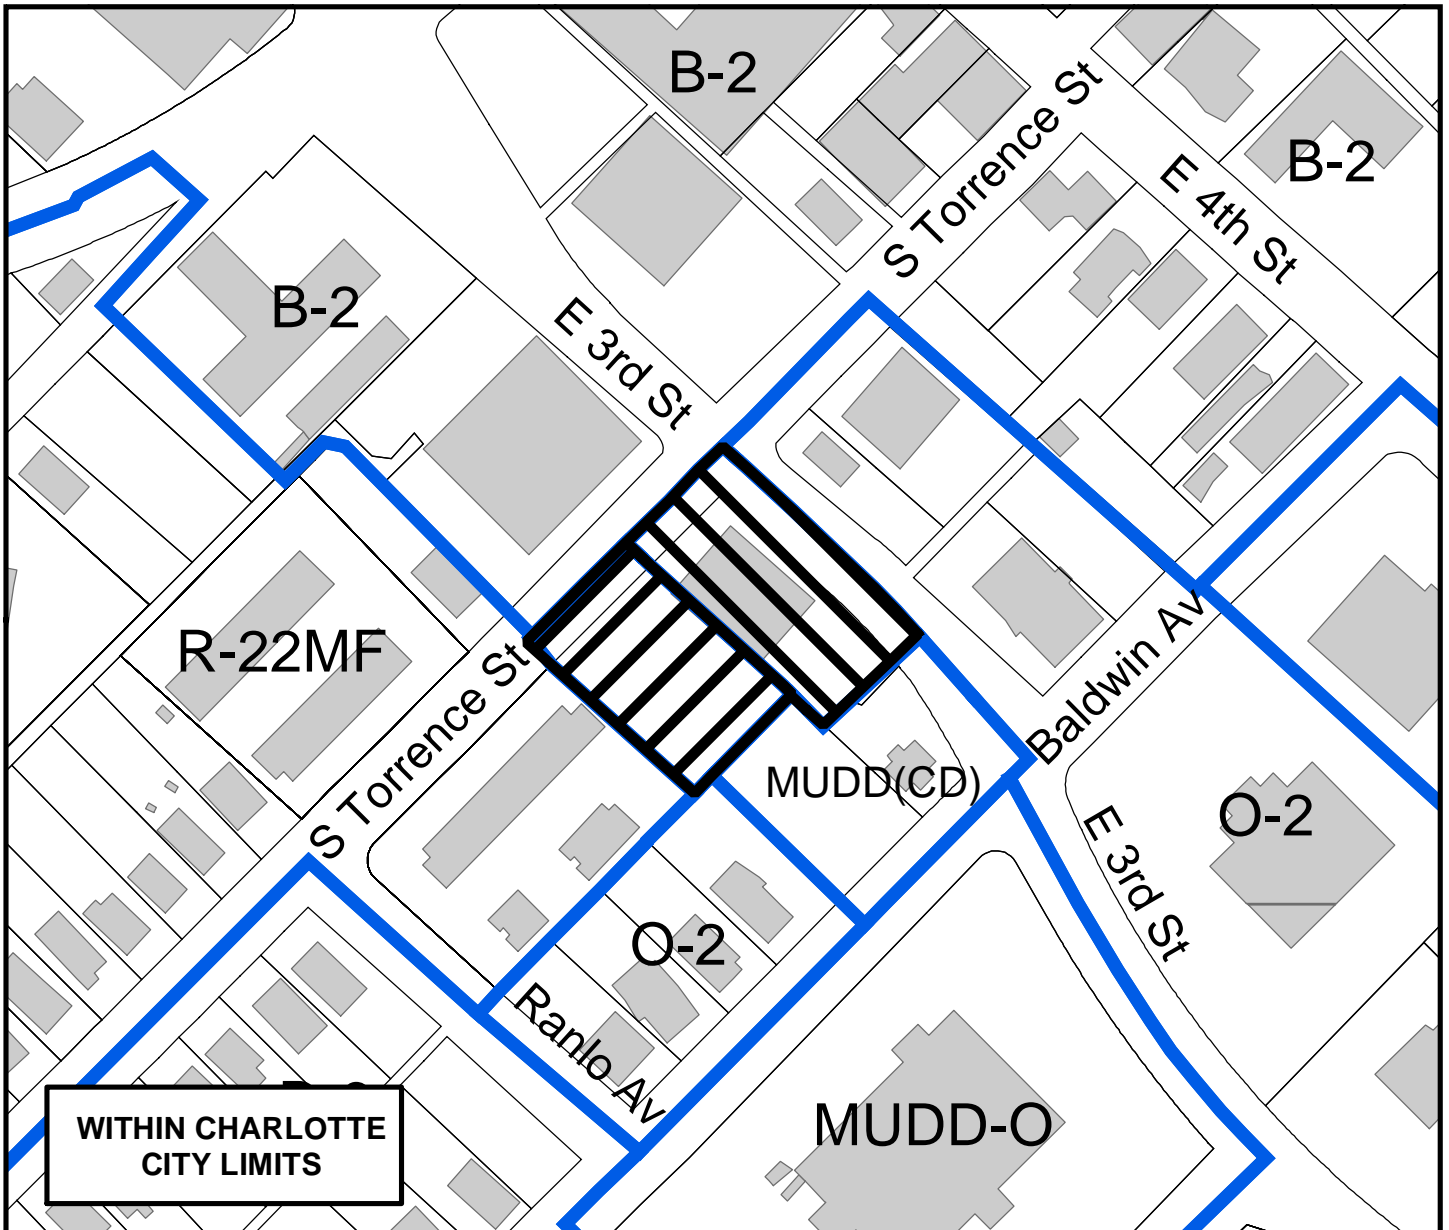 B-2
S Torrence St
B-2
E 4th St
B-2
E 3rd St
R-22MF
S Torrence St
Baldwin Av
MUDD(CD)
O-2
E 3rd St
O-2
Ranlo Av
MUDD-O
WITHIN CHARLOTTE
CITY LIMITS